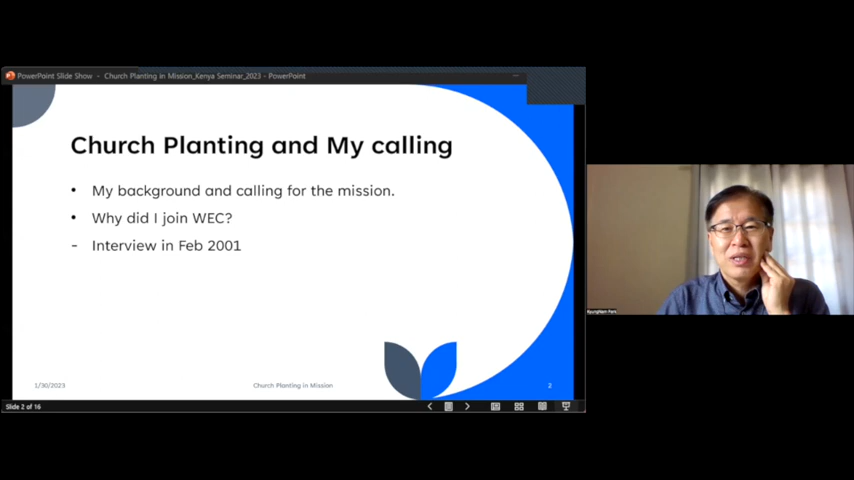 PowerPoint Slide Show - Church Planting in Mission_Kenya Seminar_2023 - PowerPoint
Church Planting and My calling
• My background and calling for the mission.
• Why did I join WEC?
- Interview in Feb 2001
1/30/2023
Church Planting in Mission
2
Slide 2 of 16
KyungNam Park